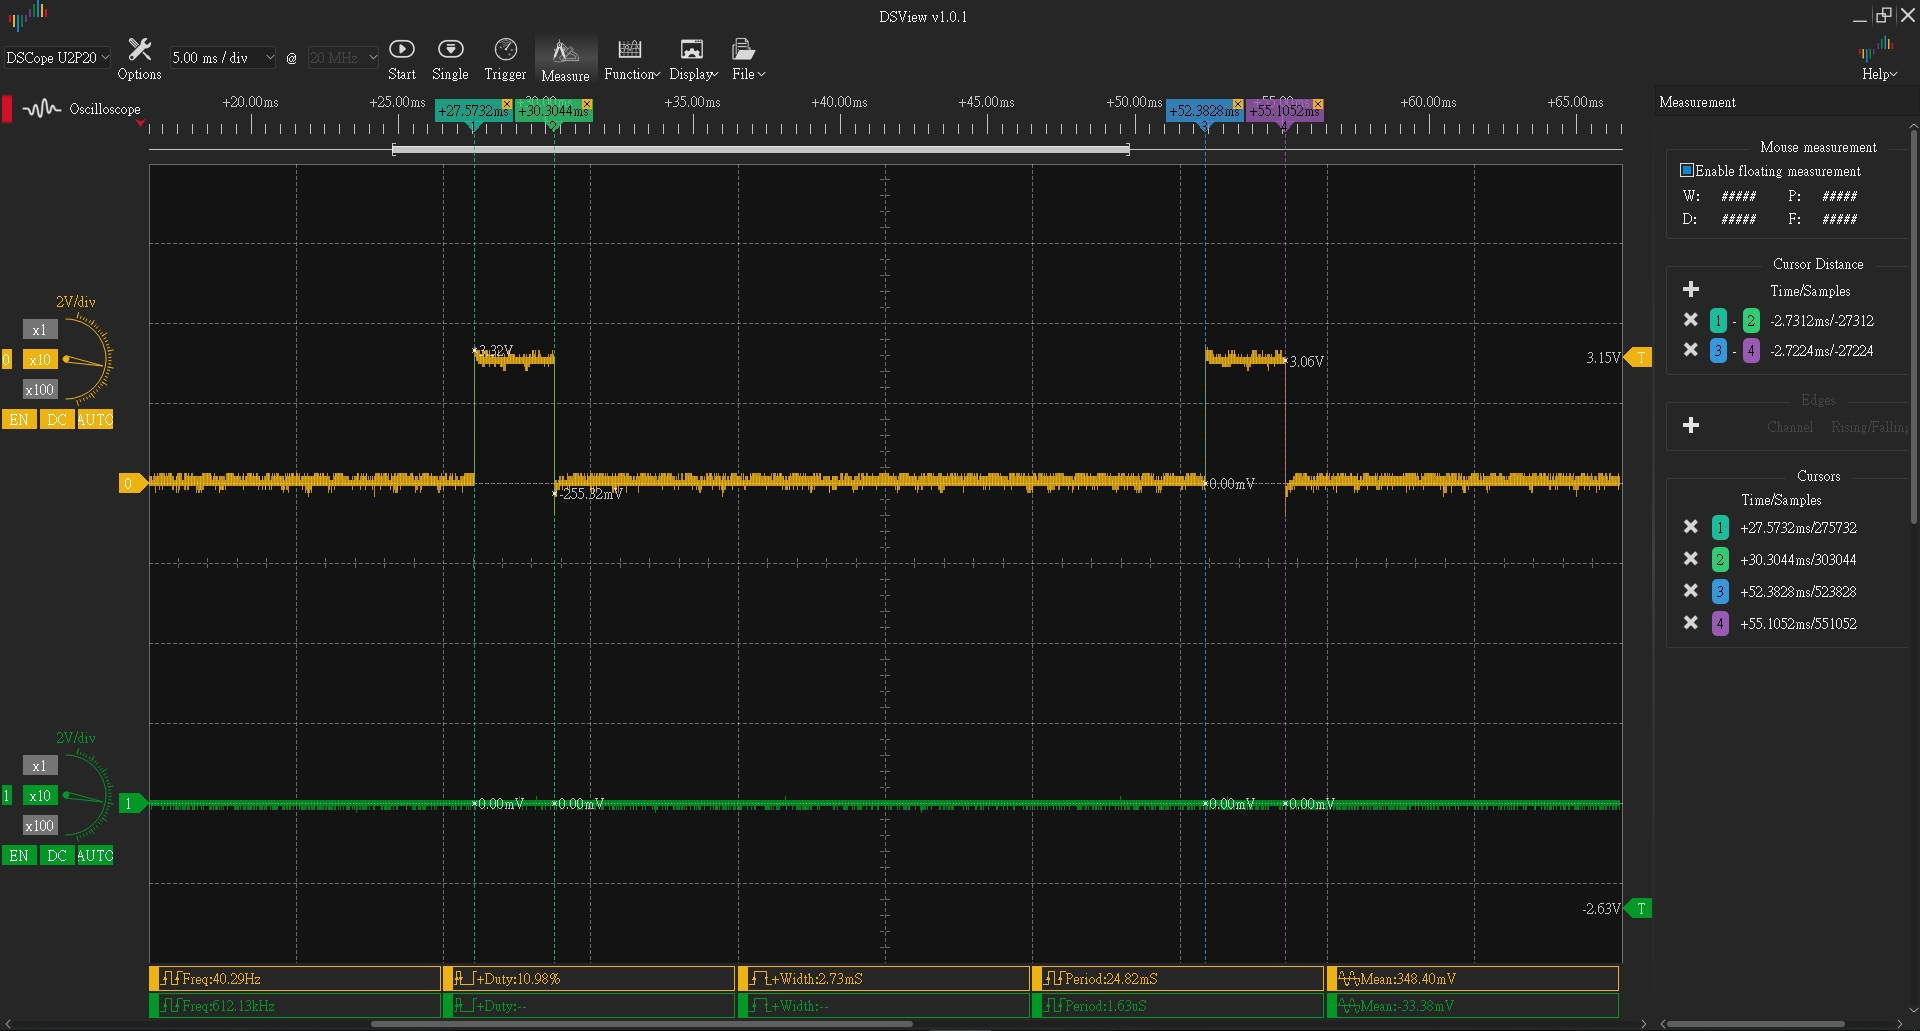 DSView v1.0.1
DSCope U2P20
Options
5.00 ms / div
@
20 MHz
Start
Single
Trigger
Measure
Function
Display
File
Help
Oscilloscope
+20.00ms
+25.00ms
+30.00ms
+35.00ms
+40.00ms
+45.00ms
+50.00ms
+55.00ms
+60.00ms
+65.00ms
+27.5732ms
+30.3044ms
+52.3828ms
+55.1052ms
1
2
3
4
2V/div
x1
0
x10
x100
EN DC AUTO
0
3.32V
-255.32mV
0.00mV
3.06V
3.15V
T
2V/div
x1
1
x10
x100
EN DC AUTO
1
0.00mV
0.00mV
0.00mV
0.00mV
-2.63V
T
Freq:40.29Hz
+Duty:10.98%
+Width:2.73mS
Period:24.82mS
Mean:348.40mV
Freq:612.13kHz
+Duty:--
+Width:--
Period:1.63uS
Mean:-33.38mV
Measurement
Mouse measurement
Enable floating measurement
W: ##### P: #####
D: ##### F: #####
Cursor Distance
Time/Samples
1 - 2 -2.7312ms/-27312
3 - 4 -2.7224ms/-27224
Edges
Channel Rising/Falling
Cursors
Time/Samples
1 +27.5732ms/275732
2 +30.3044ms/303044
3 +52.3828ms/523828
4 +55.1052ms/551052